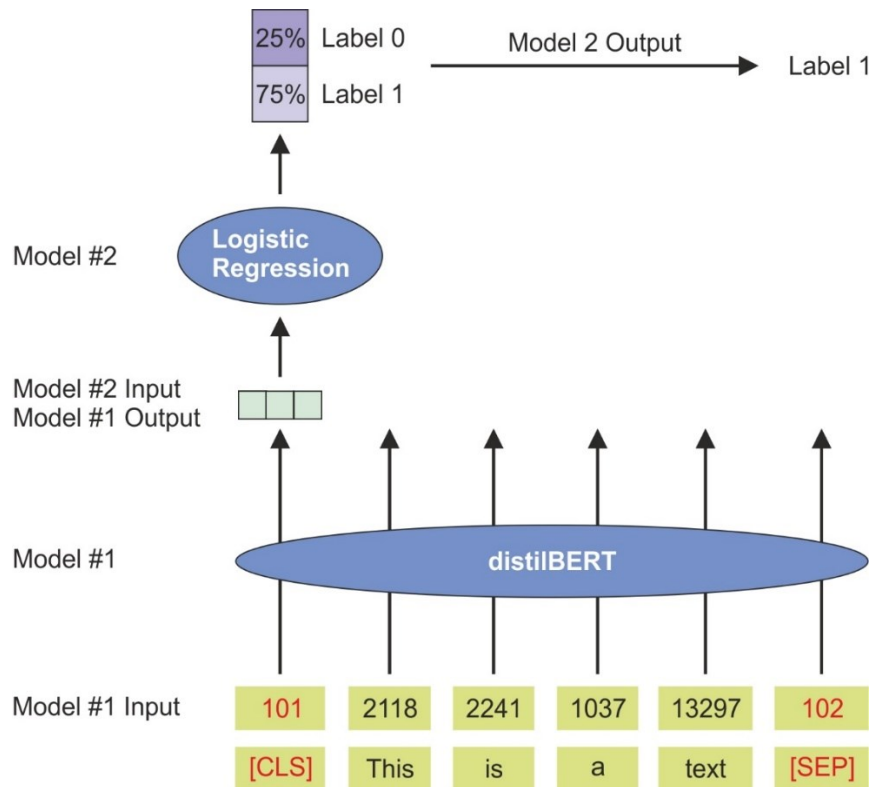 25% Label 0
Model 2 Output
Label 1
75% Label 1
Model #2
Logistic
Regression
Model #2 Input
Model #1 Output
Model #1
distilBERT
Model #1 Input 101 2118 2241 1037 13297 102
[CLS] This is a text [SEP]